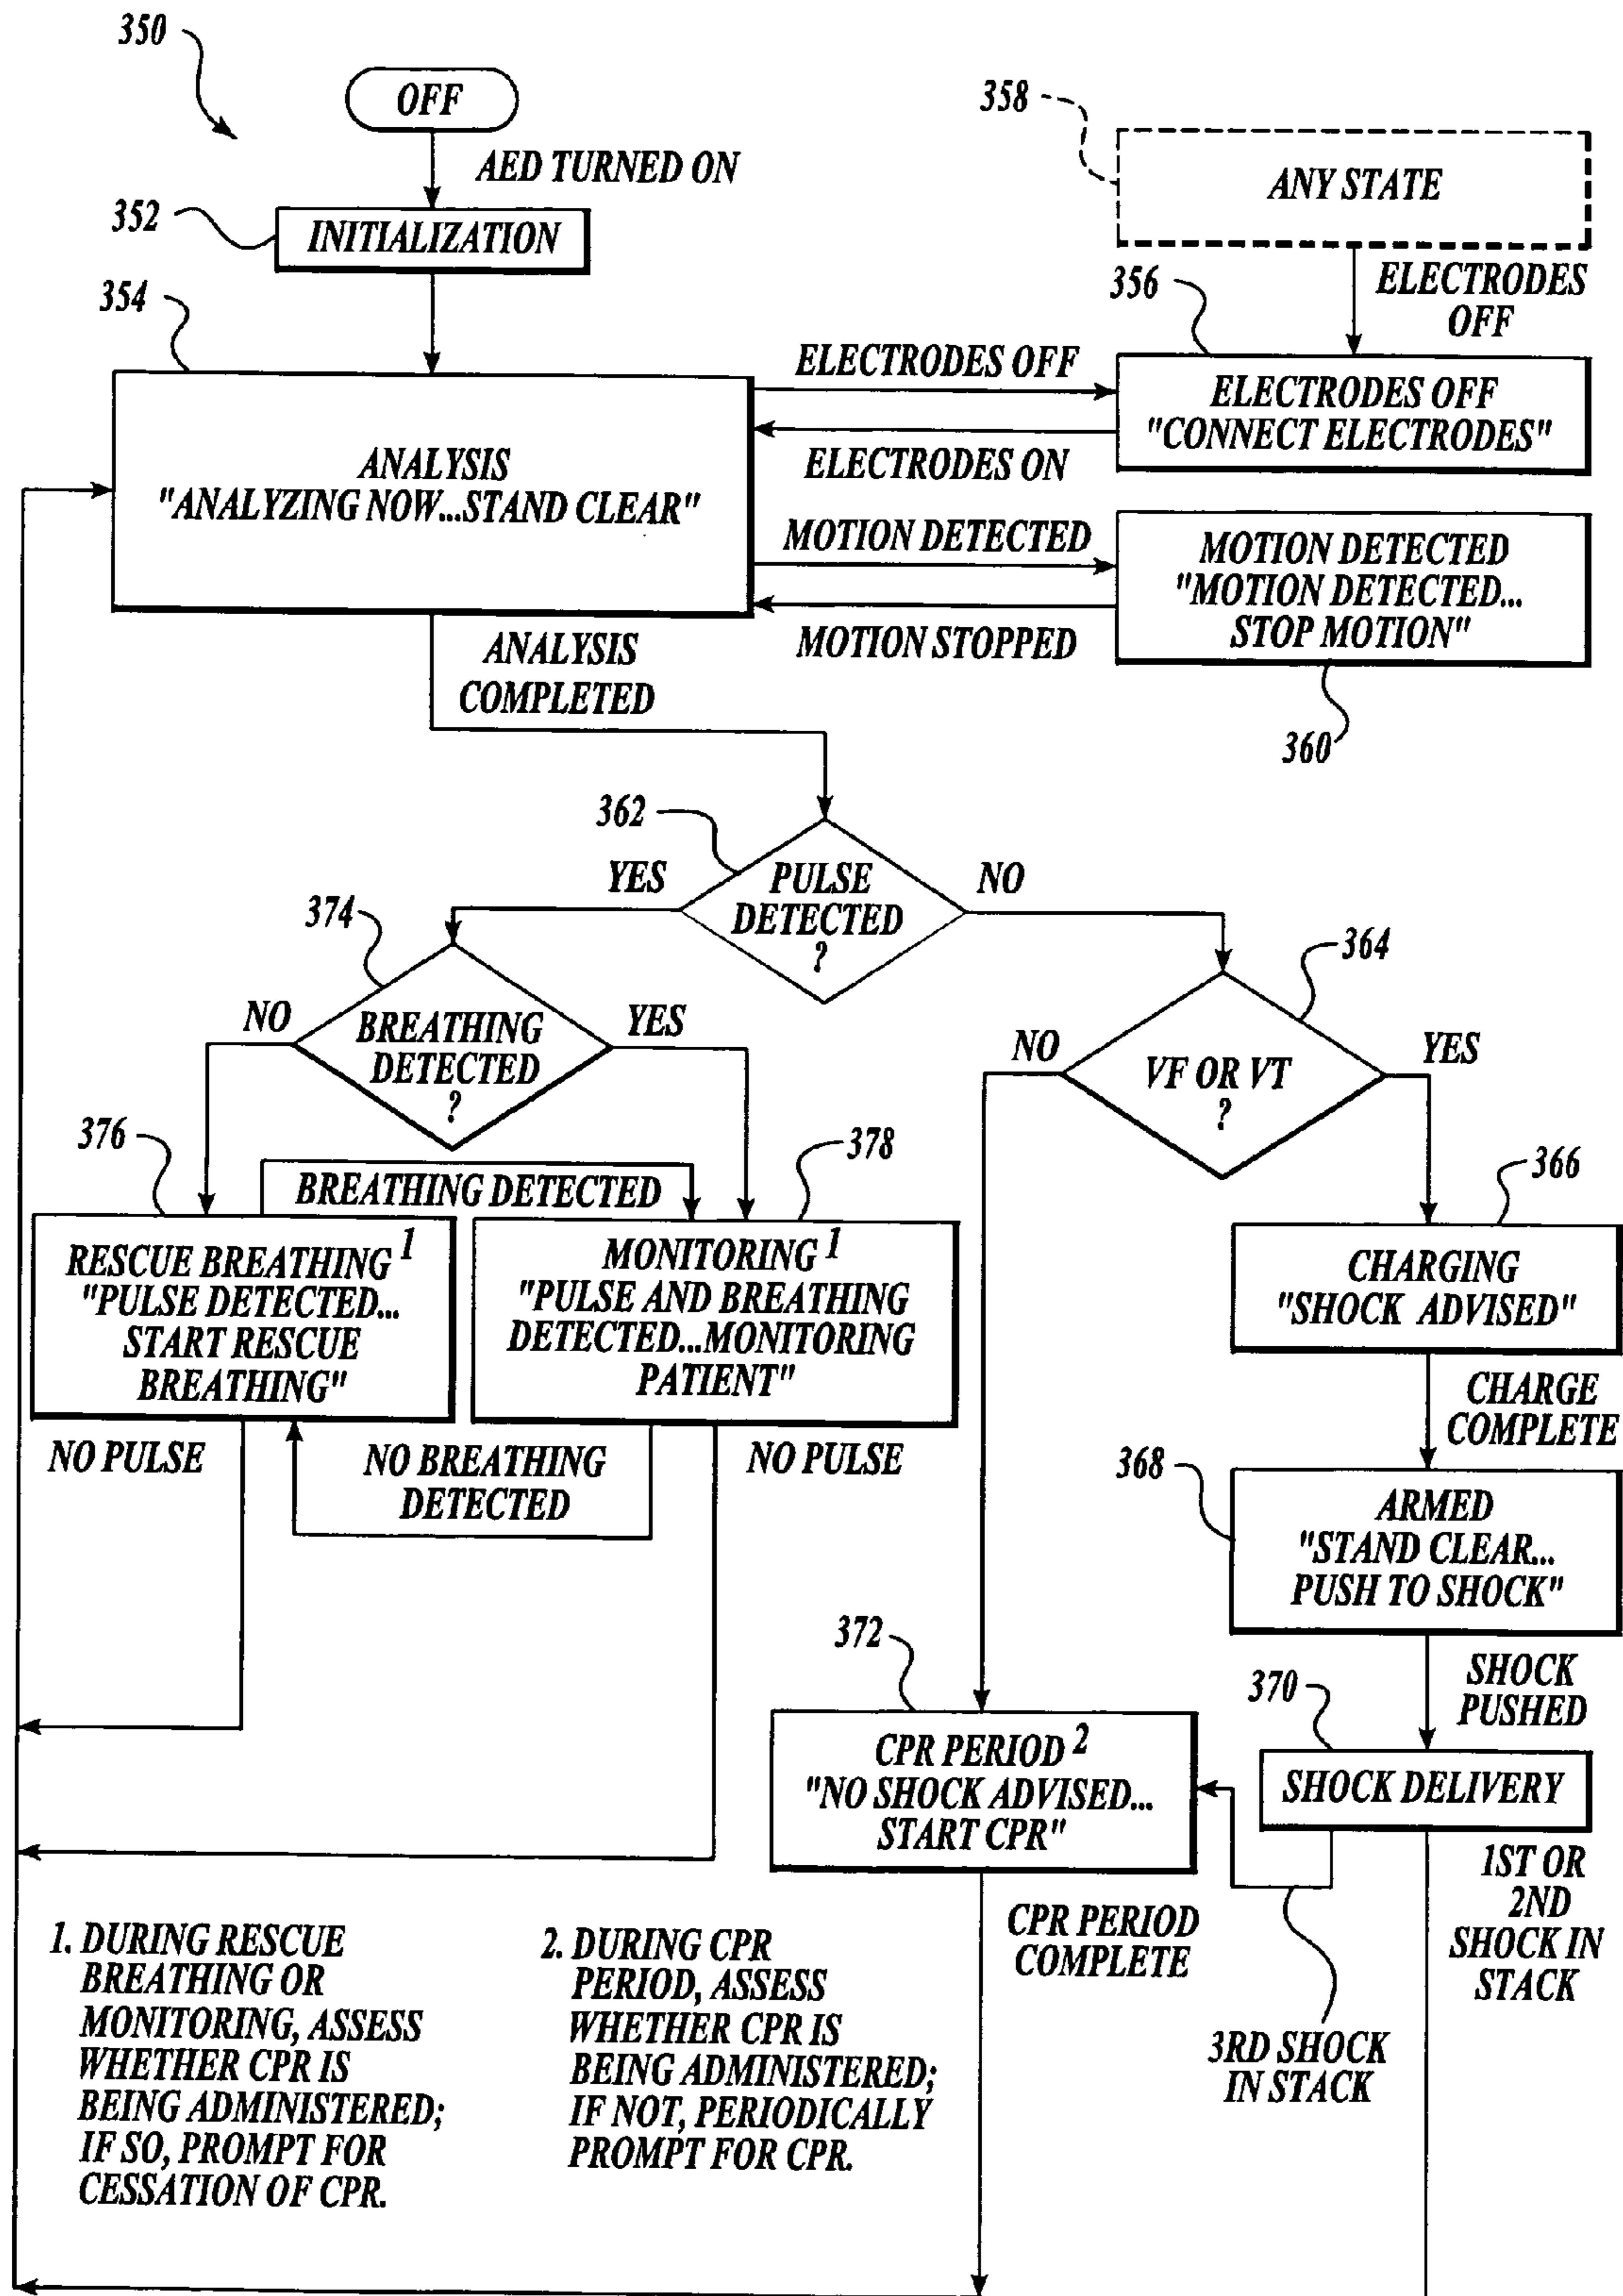 350
OFF
AED TURNED ON
352
INITIALIZATION
354
358
ANY STATE
ELECTRODES
OFF
356
ELECTRODES OFF
"CONNECT ELECTRODES"
ELECTRODES OFF
ELECTRODES ON
ANALYSIS
"ANALYZING NOW...STAND CLEAR"
MOTION DETECTED
MOTION STOPPED
MOTION DETECTED
"MOTION DETECTED...
STOP MOTION"
360
ANALYSIS
COMPLETED
362
YES
PULSE
DETECTED
?
NO
374
NO
BREATHING
DETECTED
?
YES
364
NO
VF OR VT
?
YES
376
BREATHING DETECTED
378
366
RESCUE BREATHING 1
"PULSE DETECTED...
START RESCUE
BREATHING"
MONITORING 1
"PULSE AND BREATHING
DETECTED...MONITORING
PATIENT"
CHARGING
"SHOCK ADVISED"
CHARGE
COMPLETE
NO PULSE
NO BREATHING
DETECTED
NO PULSE
368
ARMED
"STAND CLEAR...
PUSH TO SHOCK"
SHOCK
PUSHED
372
370
CPR PERIOD 2
"NO SHOCK ADVISED...
START CPR"
SHOCK DELIVERY
1ST OR
2ND
SHOCK IN
STACK
CPR PERIOD
COMPLETE
3RD SHOCK
IN STACK
1. DURING RESCUE
BREATHING OR
MONITORING, ASSESS
WHETHER CPR IS
BEING ADMINISTERED;
IF SO, PROMPT FOR
CESSATION OF CPR.
2. DURING CPR
PERIOD, ASSESS
WHETHER CPR IS
BEING ADMINISTERED;
IF NOT, PERIODICALLY
PROMPT FOR CPR.